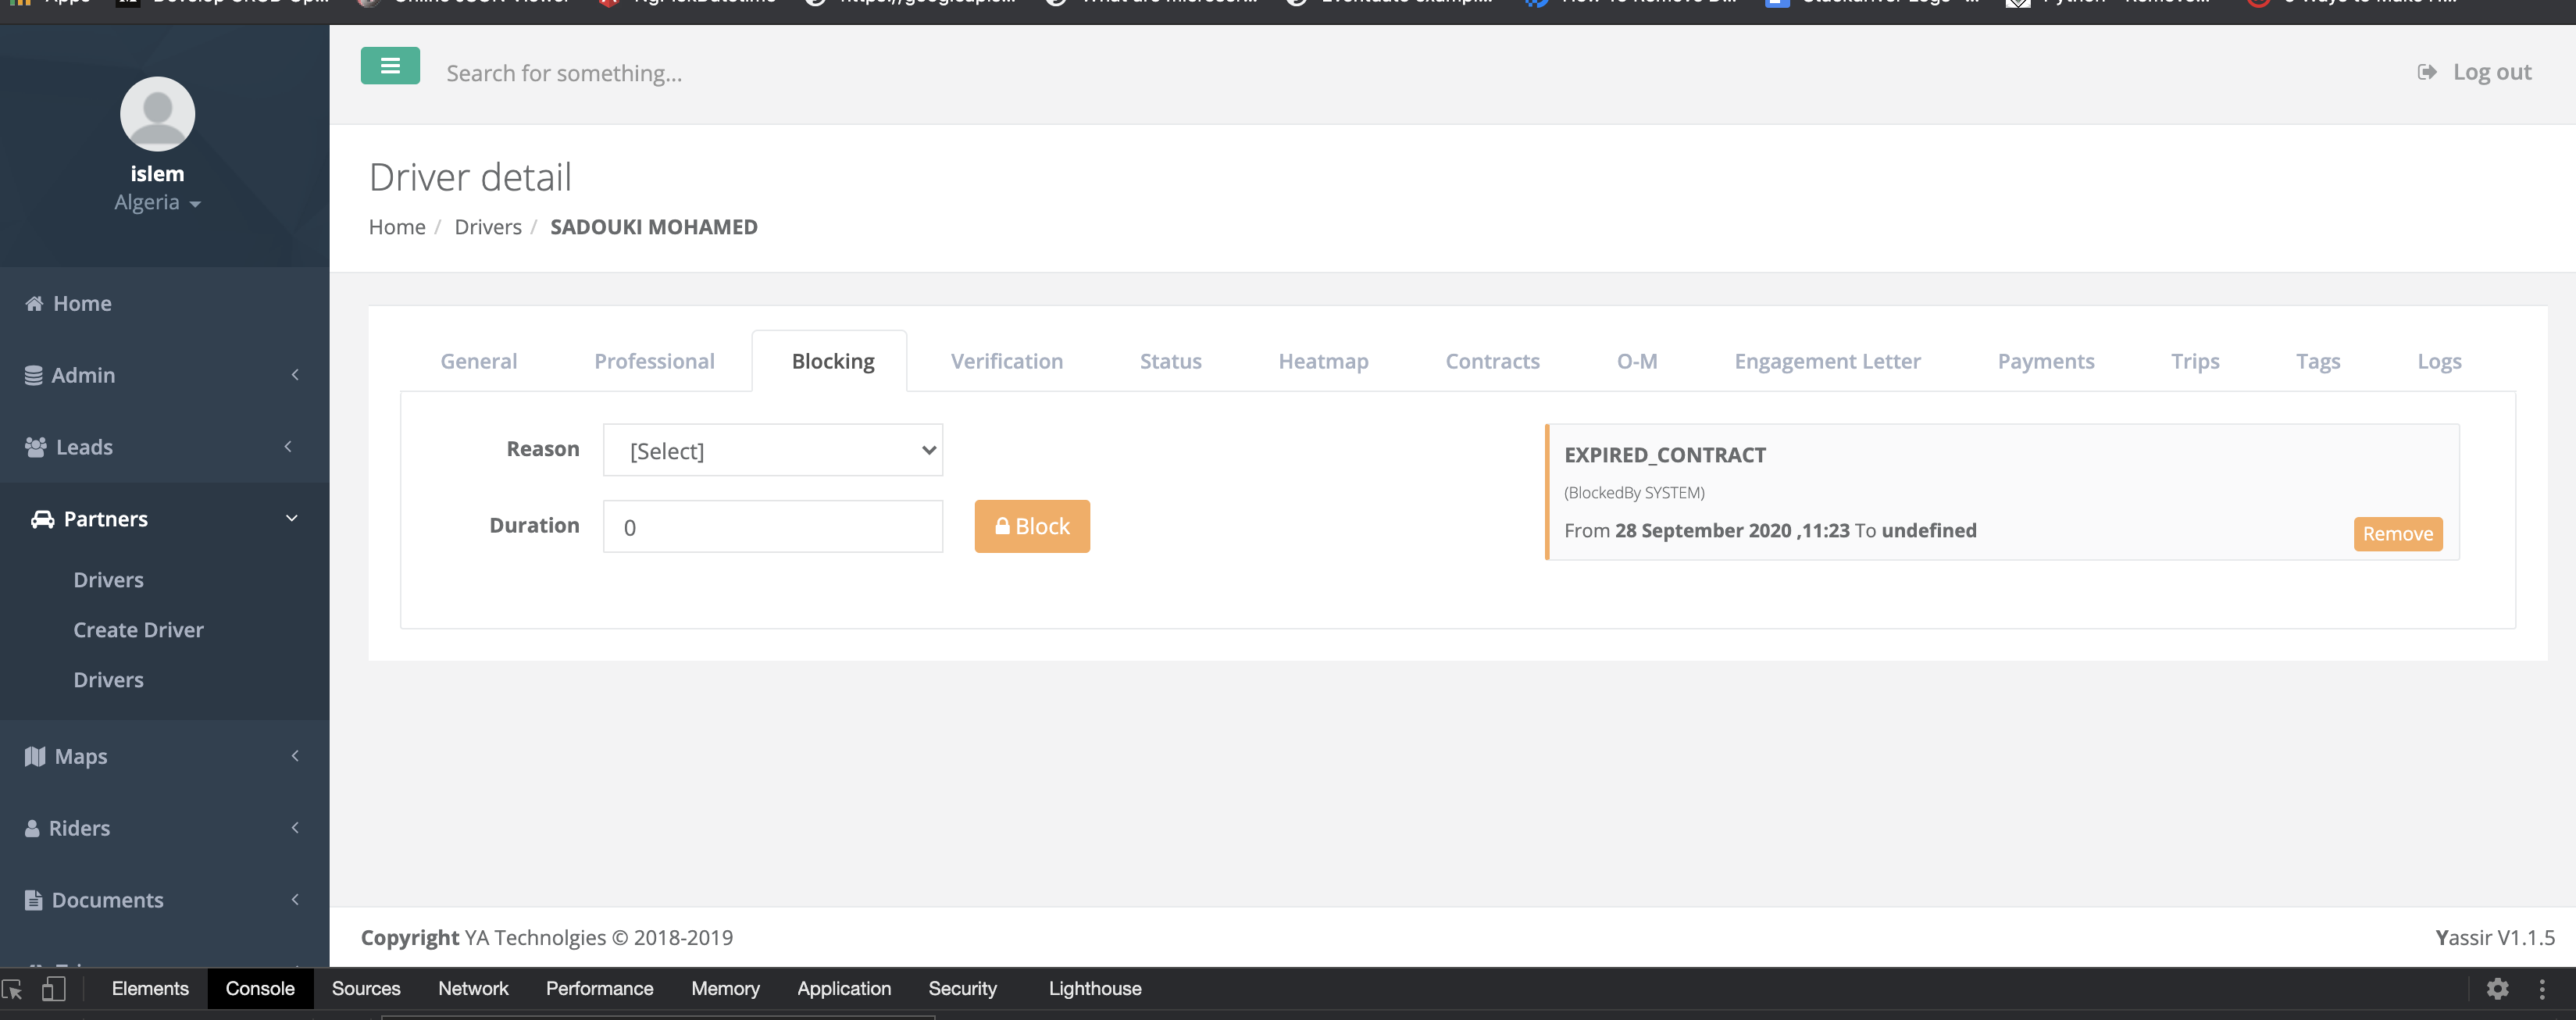 Search for something...
Log out
islem
Algeria
Driver detail
Home / Drivers / SADOUKI MOHAMED
Home
Admin
Leads
Partners
Drivers
Create Driver
Drivers
Maps
Riders
Documents
General Professional Blocking Verification Status Heatmap Contracts O-M Engagement Letter Payments Trips Tags Logs
Reason [Select]
Duration 0 Block
EXPIRED_CONTRACT
(BlockedBy SYSTEM)
From 28 September 2020 ,11:23 To undefined
Remove
Copyright YA Technolgies © 2018-2019
Yassir V1.1.5
Elements Console Sources Network Performance Memory Application Security Lighthouse